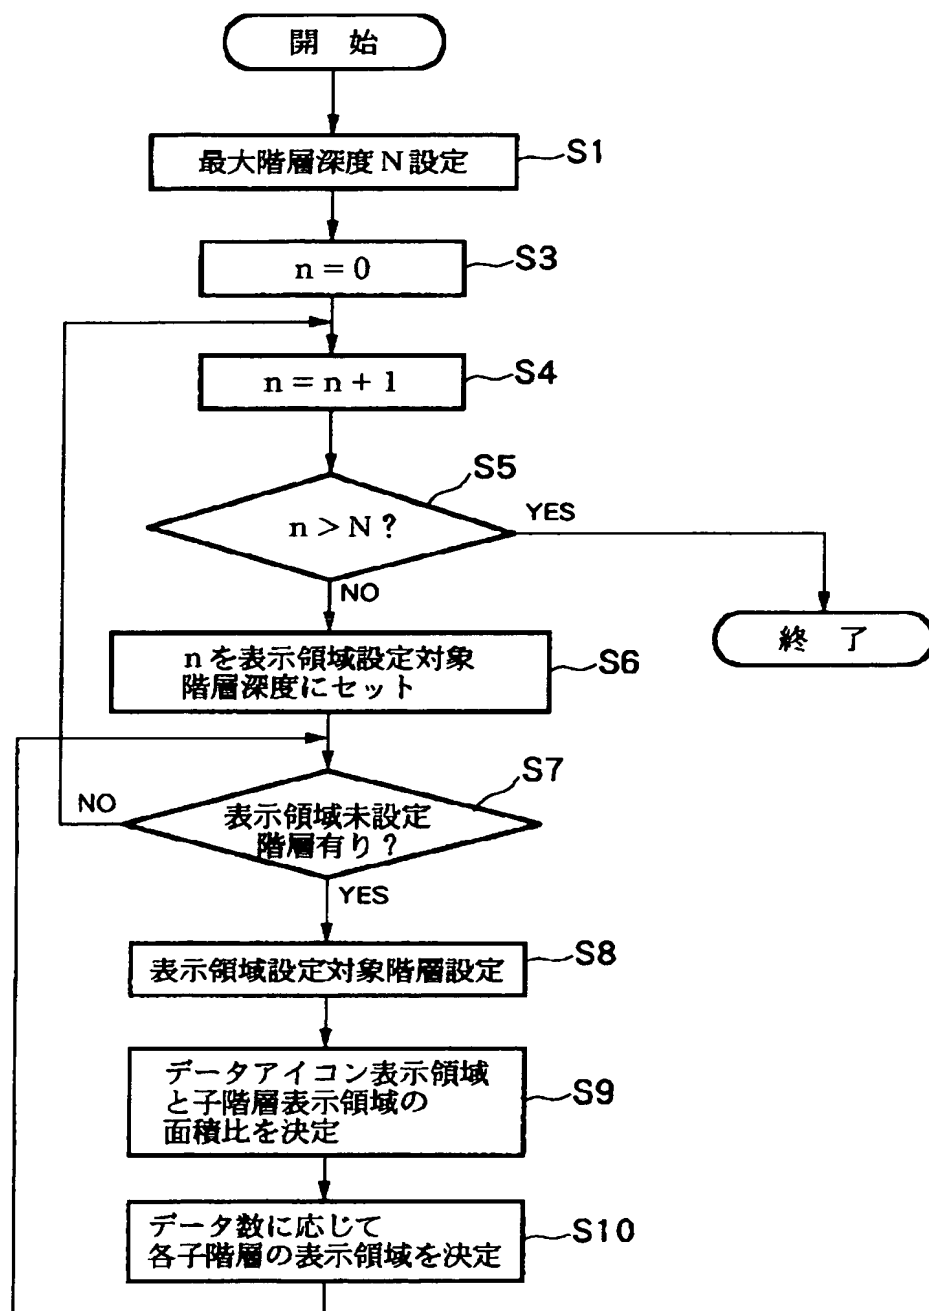 開 始
最大階層深度N設定
S1
n = 0
S3
n = n + 1
S4
S5
n > N ?
YES
NO
終 了
nを表示領域設定対象
階層深度にセット
S6
S7
NO
表示領域未設定
階層有り?
YES
表示領域設定対象階層設定
S8
データアイコン表示領域
と子階層表示領域の
面積比を決定
S9
データ数に応じて
各子階層の表示領域を決定
S10